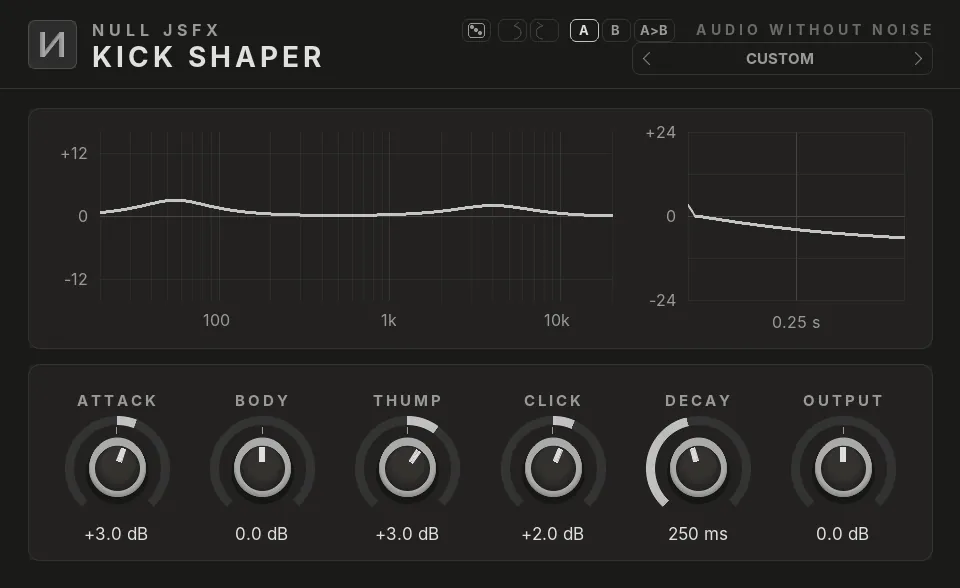 NULL JSFX
KICK SHAPER
A B A>B
AUDIO WITHOUT NOISE
CUSTOM
+12
0
-12
100 1k 10k
+24
0
-24
0.25 s
ATTACK BODY THUMP CLICK DECAY OUTPUT
+3.0 dB 0.0 dB +3.0 dB +2.0 dB 250 ms 0.0 dB